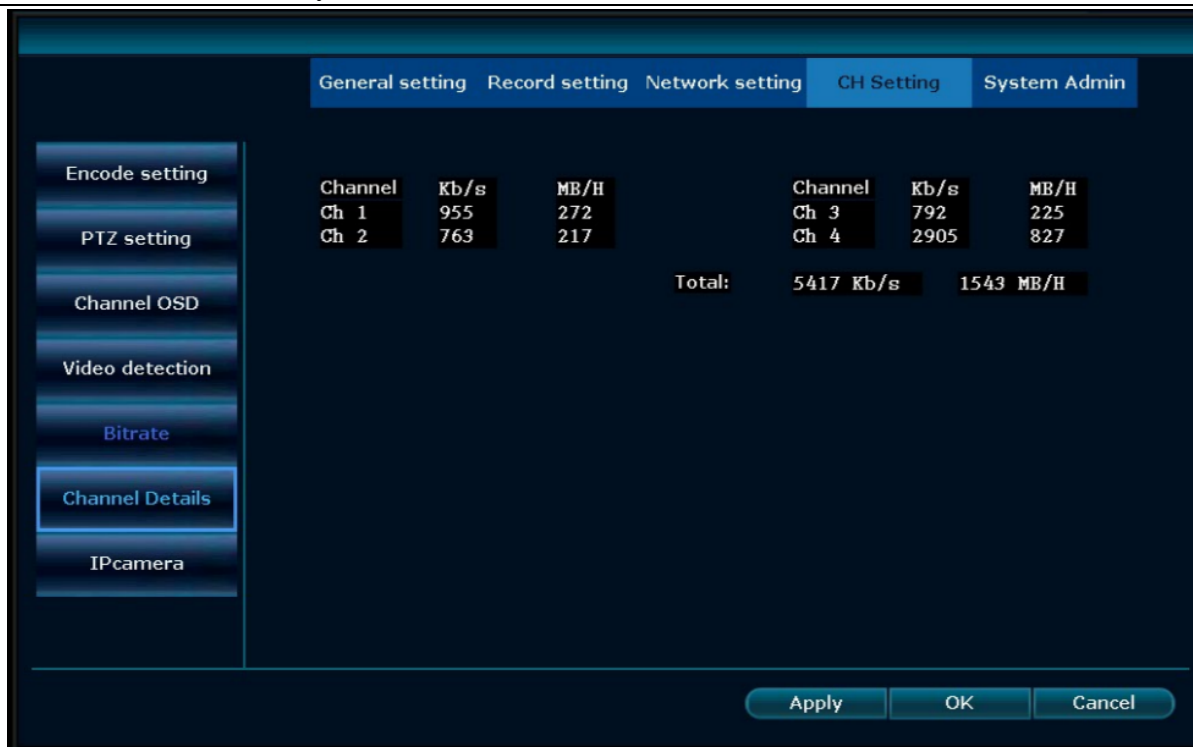 General setting Record setting Network setting CH Setting System Admin
Encode setting
PTZ setting
Channel OSD
Video detection
Bitrate
Channel Details
IPcamera
Channel Kb/s MB/H Channel Kb/s MB/H
Ch 1 955 272 Ch 3 792 225
Ch 2 763 217 Ch 4 2905 827
Total: 5417 Kb/s 1543 MB/H
Apply OK Cancel